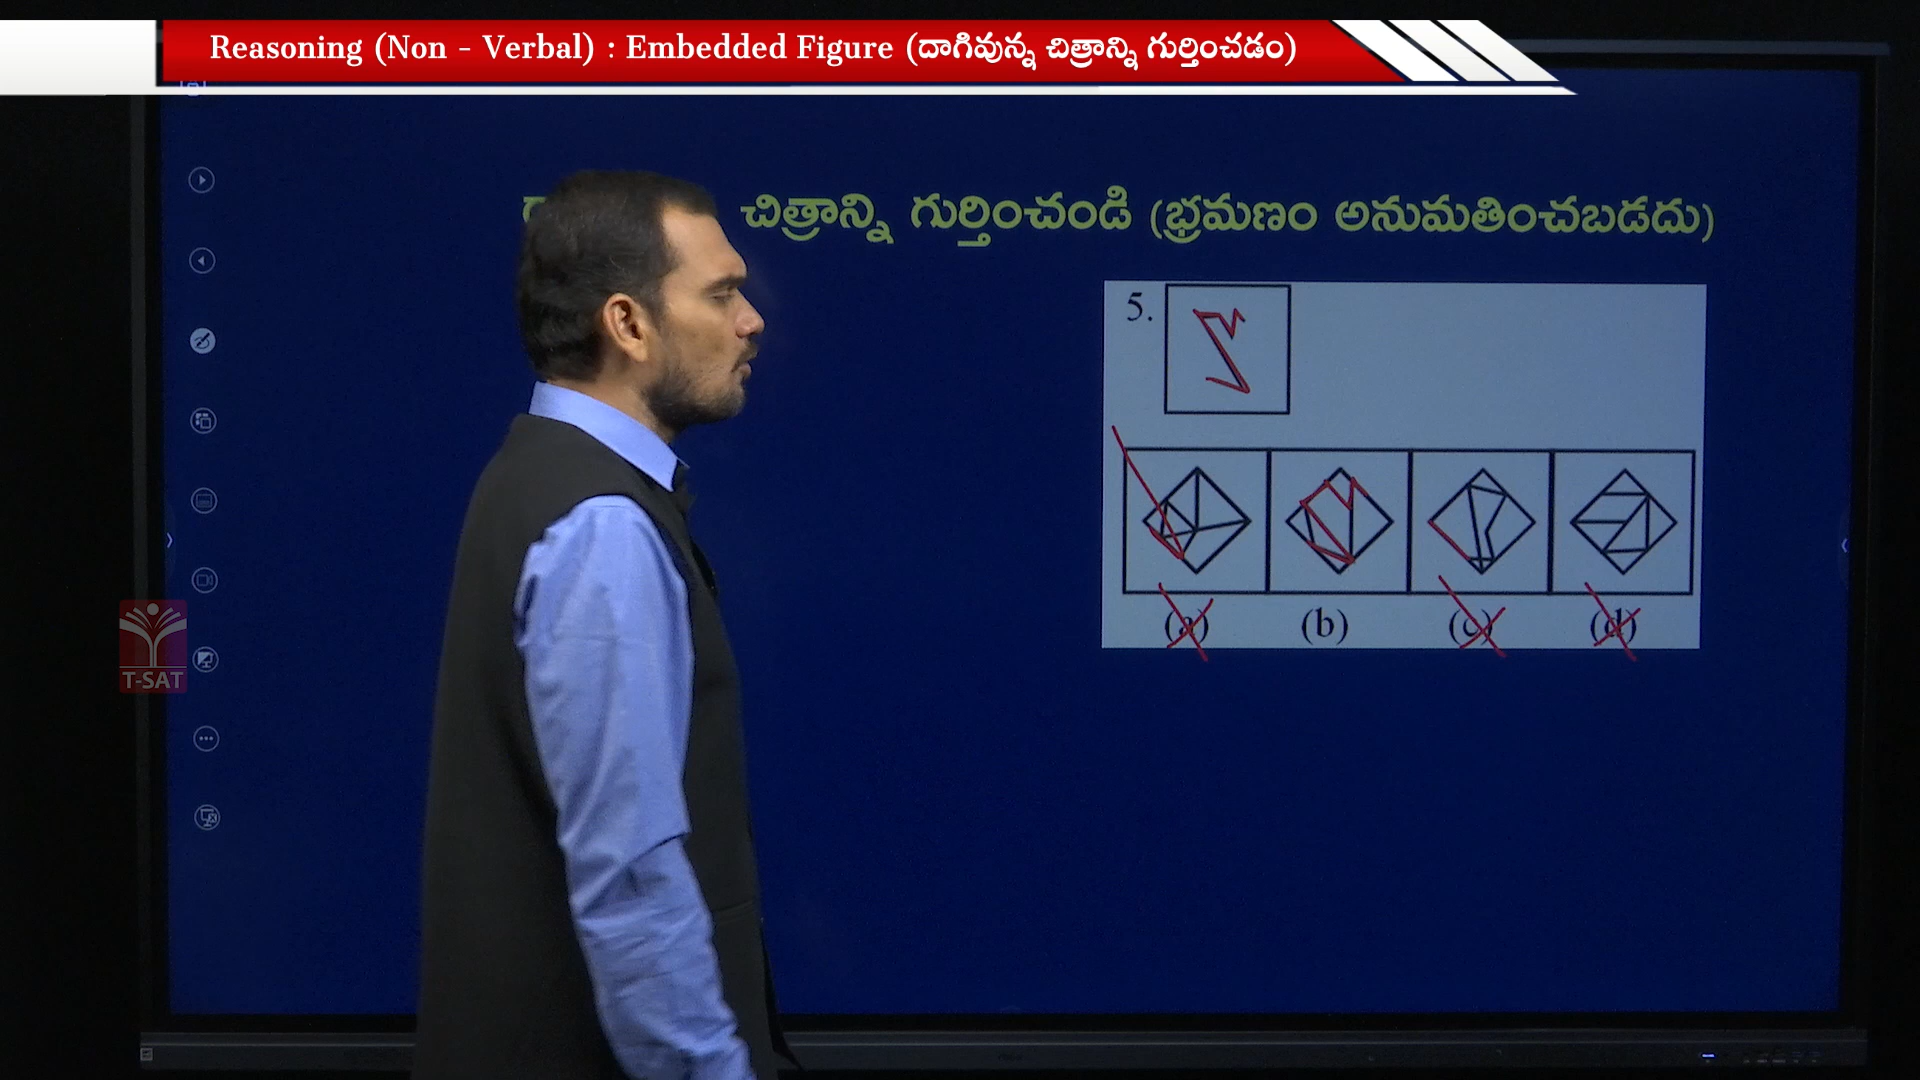 Reasoning (Non - Verbal) : Embedded Figure (దాగివున్న చిత్రాన్ని గుర్తించడం)
చిత్రాన్ని గుర్తించండి (భ్రమణం అనుమతించబడదు)
5.
(a) (b) (c) (d)
T-SAT